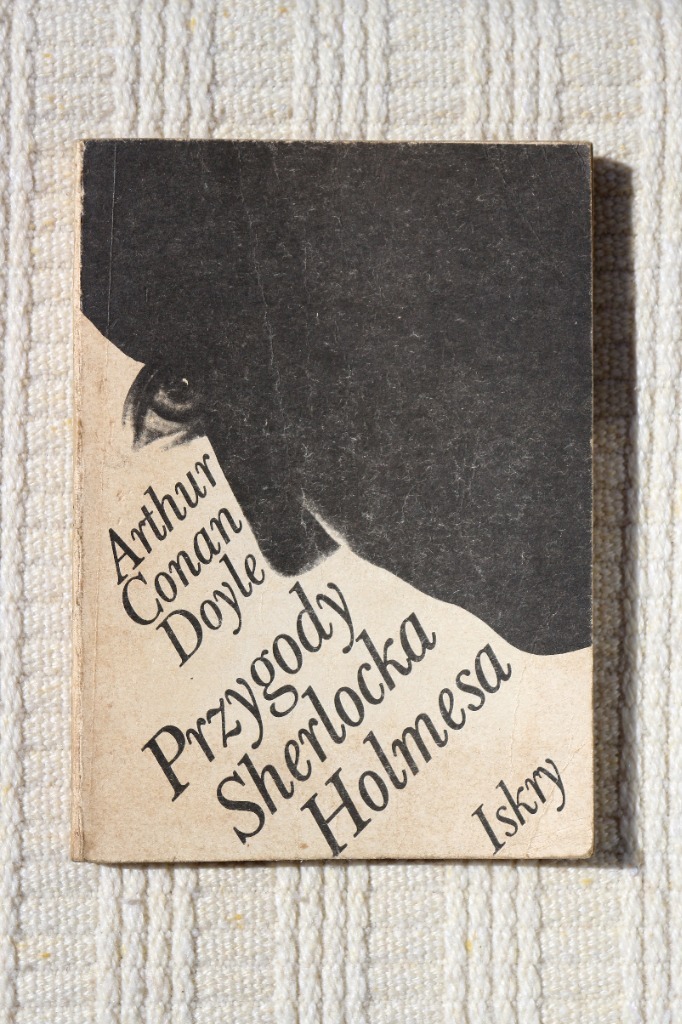 Arthur
Conan
Doyle
Przygody
Sherlocka
Holmesa
Iskry